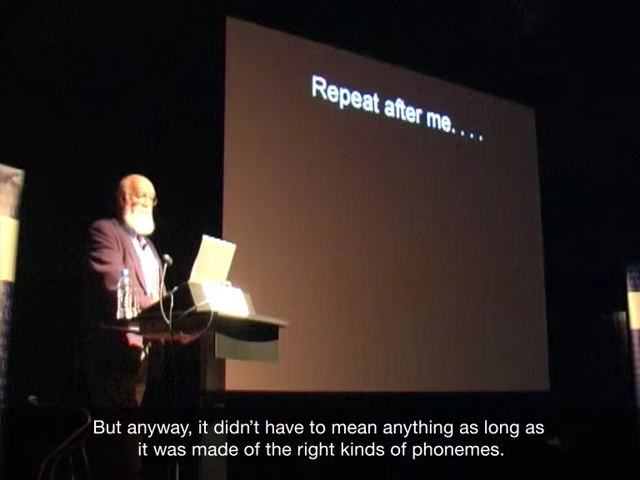 Repeat after me....
But anyway, it didn't have to mean anything as long as
it was made of the right kinds of phonemes.